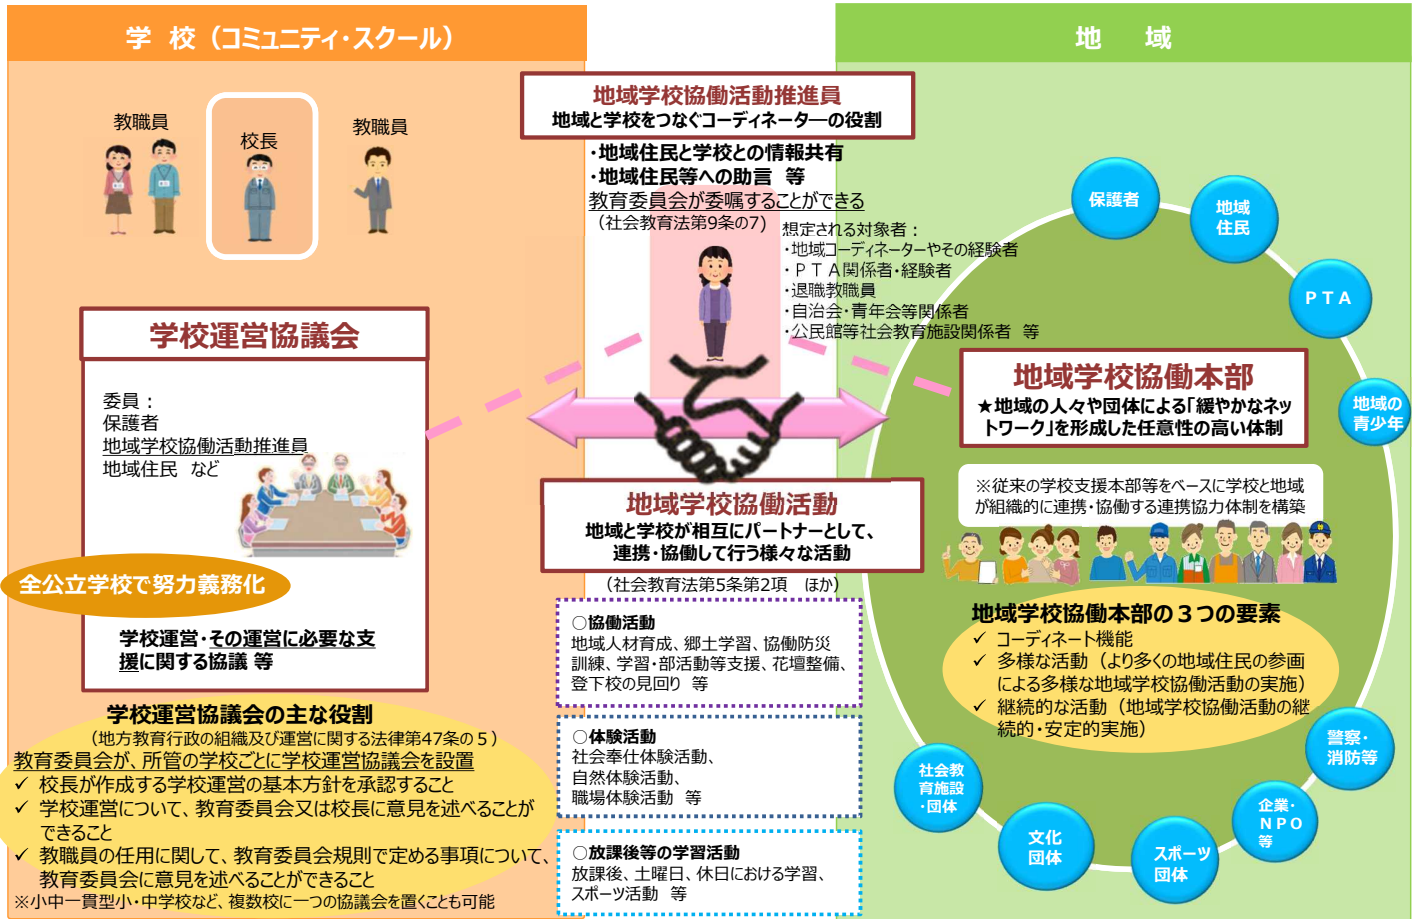 学 校（コミュニティ・スクール）
教職員
校長
教職員
学校運営協議会
委員：
保護者
地域学校協働活動推進員
地域住民 など
全公立学校で努力義務化
学校運営・その運営に必要な支
援に関する協議 等
学校運営協議会の主な役割
（地方教育行政の組織及び運営に関する法律第47条の５）
教育委員会が、所管の学校ごとに学校運営協議会を設置
✓ 校長が作成する学校運営の基本方針を承認すること
✓ 学校運営について、教育委員会又は校長に意見を述べることが
できること
✓ 教職員の任用に関して、教育委員会規則で定める事項について、
教育委員会に意見を述べることができること
※小中一貫型小・中学校など、複数校に一つの協議会を置くことも可能
地域学校協働活動推進員
地域と学校をつなぐコーディネーターの役割
・地域住民と学校との情報共有
・地域住民等への助言 等
教育委員会が委嘱することができる
（社会教育法第9条の7）
想定される対象者：
・地域コーディネーターやその経験者
・ＰＴＡ関係者・経験者
・退職教職員
・自治会・青年会等関係者
・公民館等社会教育施設関係者 等
地域学校協働活動
地域と学校が相互にパートナーとして、
連携・協働して行う様々な活動
（社会教育法第5条第2項 ほか）
○協働活動
地域人材育成、郷土学習、協働防災
訓練、学習・部活動等支援、花壇整備、
登下校の見回り 等
○体験活動
社会奉仕体験活動、
自然体験活動、
職場体験活動 等
○放課後等の学習活動
放課後、土曜日、休日における学習、
スポーツ活動 等
地 域
保護者
地域
住民
ＰＴＡ
地域の
青少年
地域学校協働本部
★地域の人々や団体による「緩やかなネッ
トワーク」を形成した任意性の高い体制
※従来の学校支援本部等をベースに学校と地域
が組織的に連携・協働する連携協力体制を構築
地域学校協働本部の３つの要素
✓ コーディネート機能
✓ 多様な活動（より多くの地域住民の参画
による多様な地域学校協働活動の実施）
✓ 継続的な活動（地域学校協働活動の継
続的・安定的実施）
警察・
消防等
企業・
ＮＰＯ
等
スポーツ
団体
文化
団体
社会教
育施設
・団体